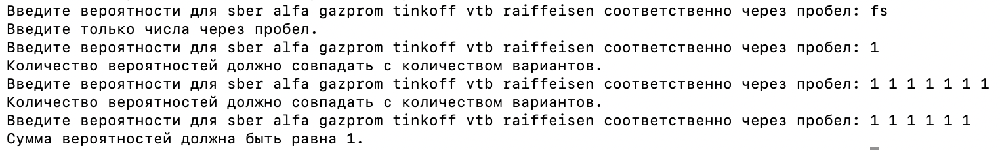 Введите вероятности для sber alfa gazprom tinkoff vtb raiffeisen соответственно через пробел: fs
Введите только числа через пробел.
Введите вероятности для sber alfa gazprom tinkoff vtb raiffeisen соответственно через пробел: 1
Количество вероятностей должно совпадать с количеством вариантов.
Введите вероятности для sber alfa gazprom tinkoff vtb raiffeisen соответственно через пробел: 1 1 1 1 1 1 1
Количество вероятностей должно совпадать с количеством вариантов.
Введите вероятности для sber alfa gazprom tinkoff vtb raiffeisen соответственно через пробел: 1 1 1 1 1 1
Сумма вероятностей должна быть равна 1.